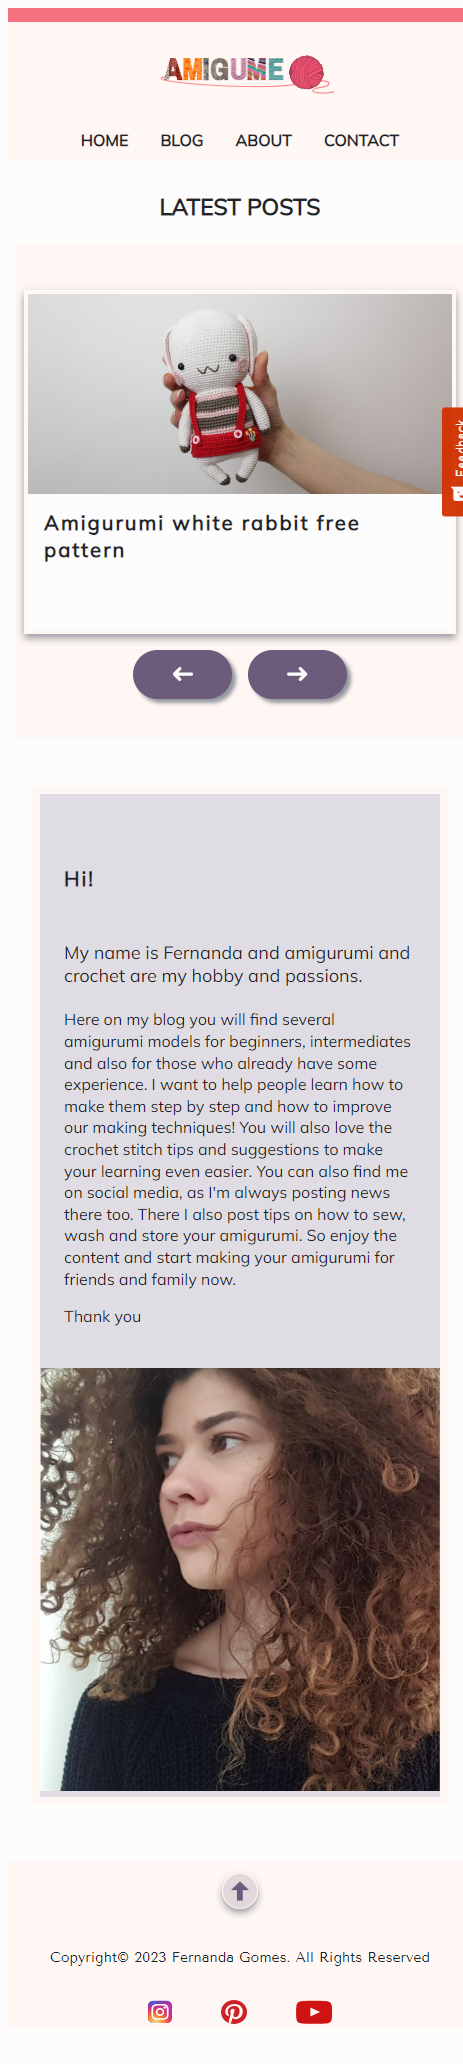 AMIGUME
HOME BLOG ABOUT CONTACT
LATEST POSTS
Feedback
Amigurumi white rabbit free
pattern
Hi!
My name is Fernanda and amigurumi and
crochet are my hobby and passions.
Here on my blog you will find several
amigurumi models for beginners, intermediates
and also for those who already have some
experience. I want to help people learn how to
make them step by step and how to improve
our making techniques! You will also love the
crochet stitch tips and suggestions to make
your learning even easier. You can also find me
on social media, as I'm always posting news
there too. There I also post tips on how to sew,
wash and store your amigurumi. So enjoy the
content and start making your amigurumi for
friends and family now.
Thank you
Copyright© 2023 Fernanda Gomes. All Rights Reserved